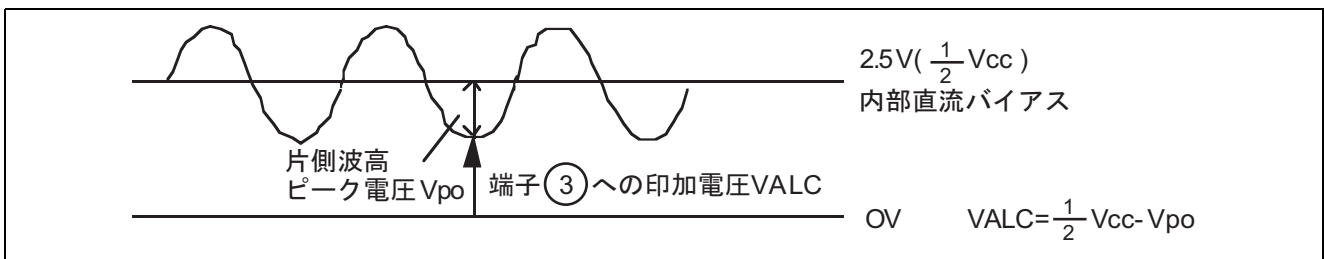 2.5V( 1/2 Vcc )
内部直流バイアス
片側波高
ピーク電圧Vpo
端子③への印加電圧VALC
OV VALC=1/2 Vcc-Vpo